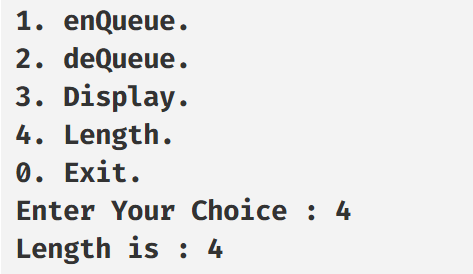 1. enQueue.
2. deQueue.
3. Display.
4. Length.
0. Exit.
Enter Your Choice : 4
Length is : 4